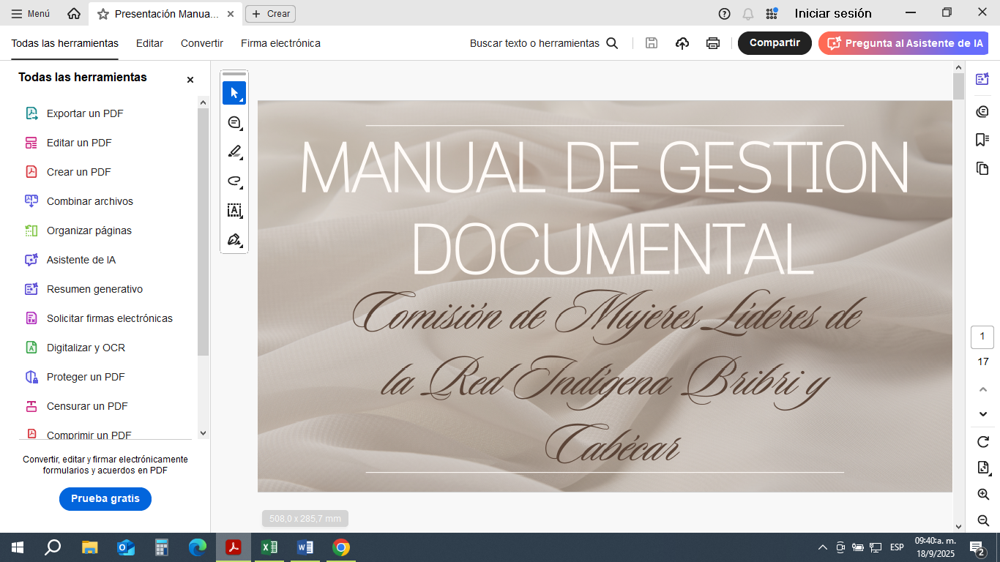 Menú
Presentación Manua...
Crear
Iniciar sesión
Todas las herramientas
Editar
Convertir
Firma electrónica
Buscar texto o herramientas
Compartir
Pregunta al Asistente de IA
Todas las herramientas
Exportar un PDF
Editar un PDF
Crear un PDF
Combinar archivos
Organizar páginas
Asistente de IA
Resumen generativo
Solicitar firmas electrónicas
Digitalizar y OCR
Proteger un PDF
Censurar un PDF
Comprimir un PDF
Convertir, editar y firmar electrónicamente
formularios y acuerdos en PDF
Prueba gratis
MANUAL DE GESTION
DOCUMENTAL
Comisión de Mujeres Líderes de
la Red Indígena Bribri y
Cabécar
508,0 x 285,7 mm
1
17
ESP
09:40:a. m.
18/9/2025
2